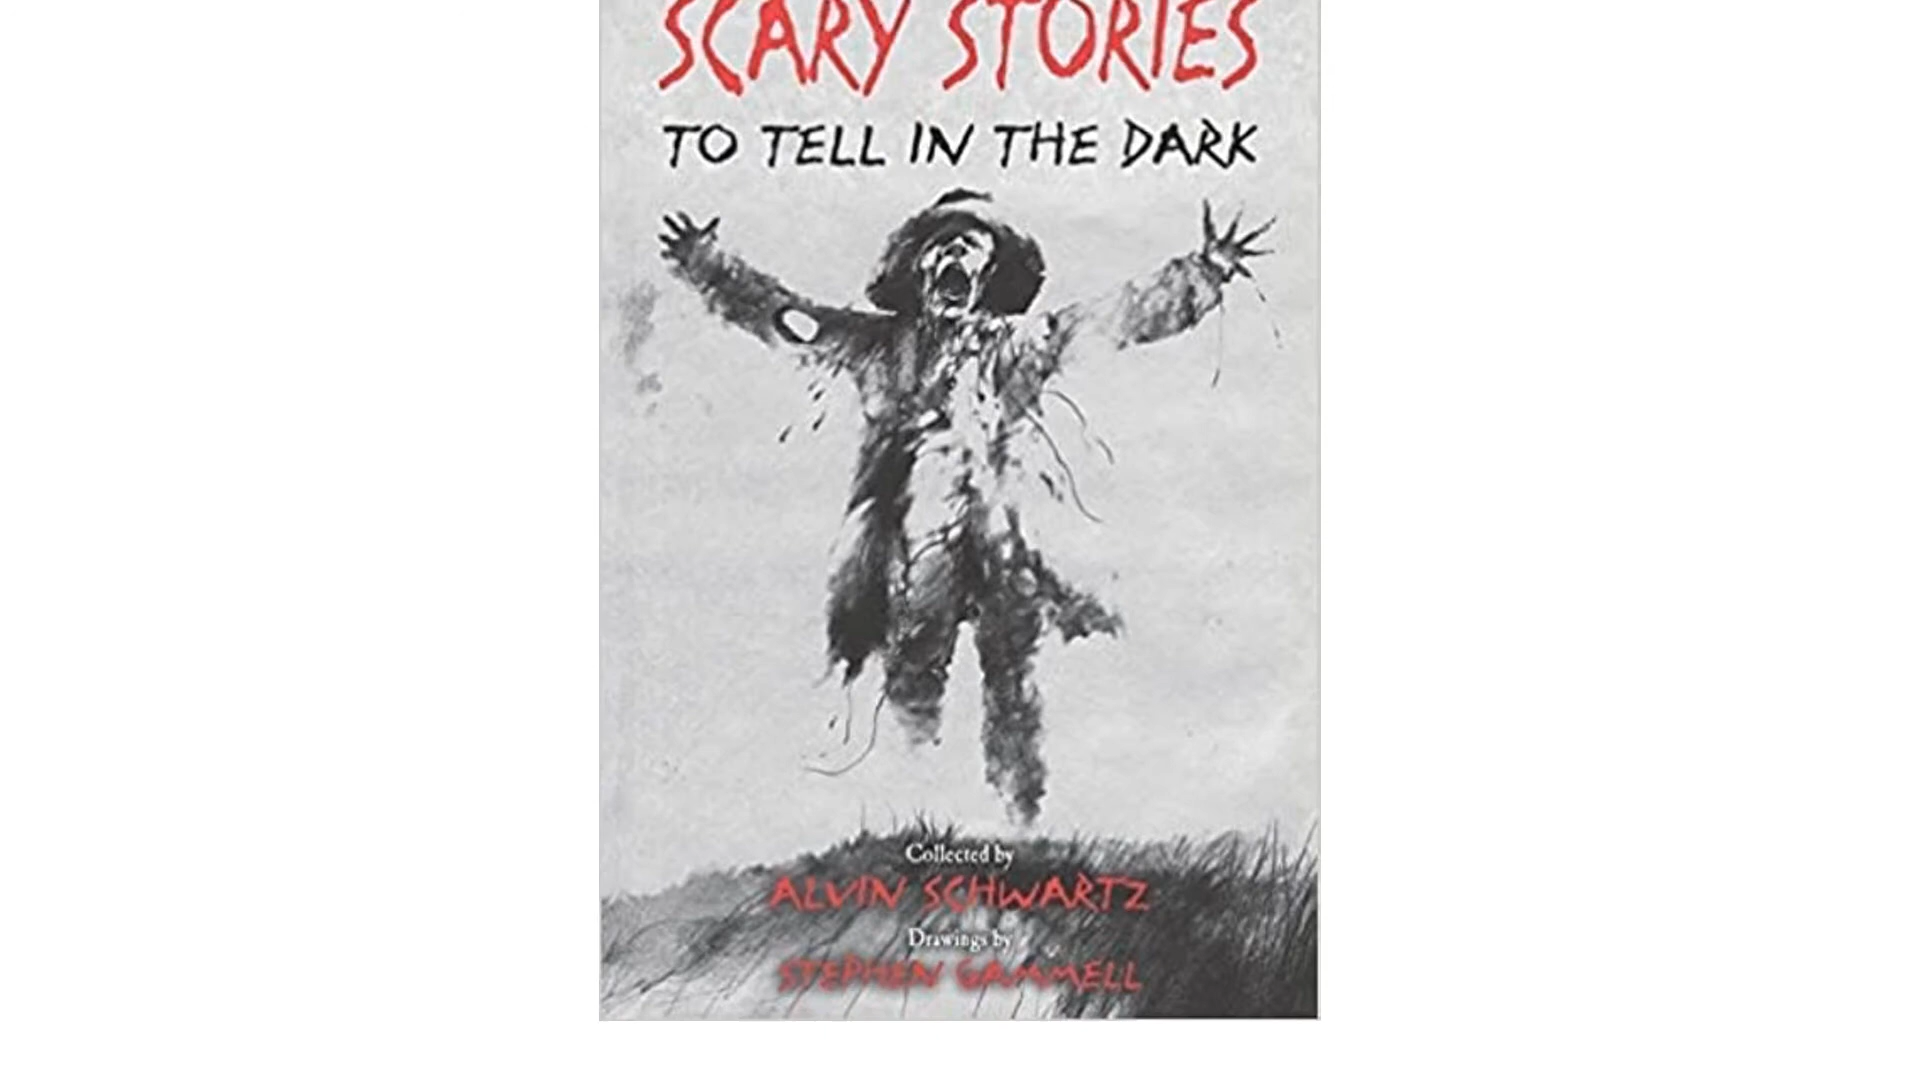 SCARY STORIES
TO TELL IN THE DARK
Collected by
ALVIN SCHWARTZ
Drawings by
STEPHEN GAMMELL